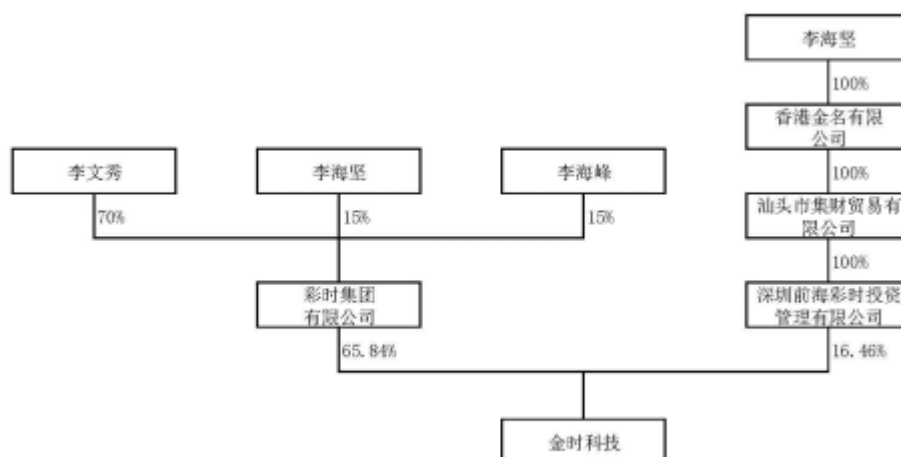 李海坚
100%
香港金名有限
公司
李文秀
李海坚
李海峰
100%
70%
15%
15%
汕头市集财贸易有
限公司
100%
彩时集团
有限公司
深圳前海彩时投资
管理有限公司
65.84%
16.46%
金时科技